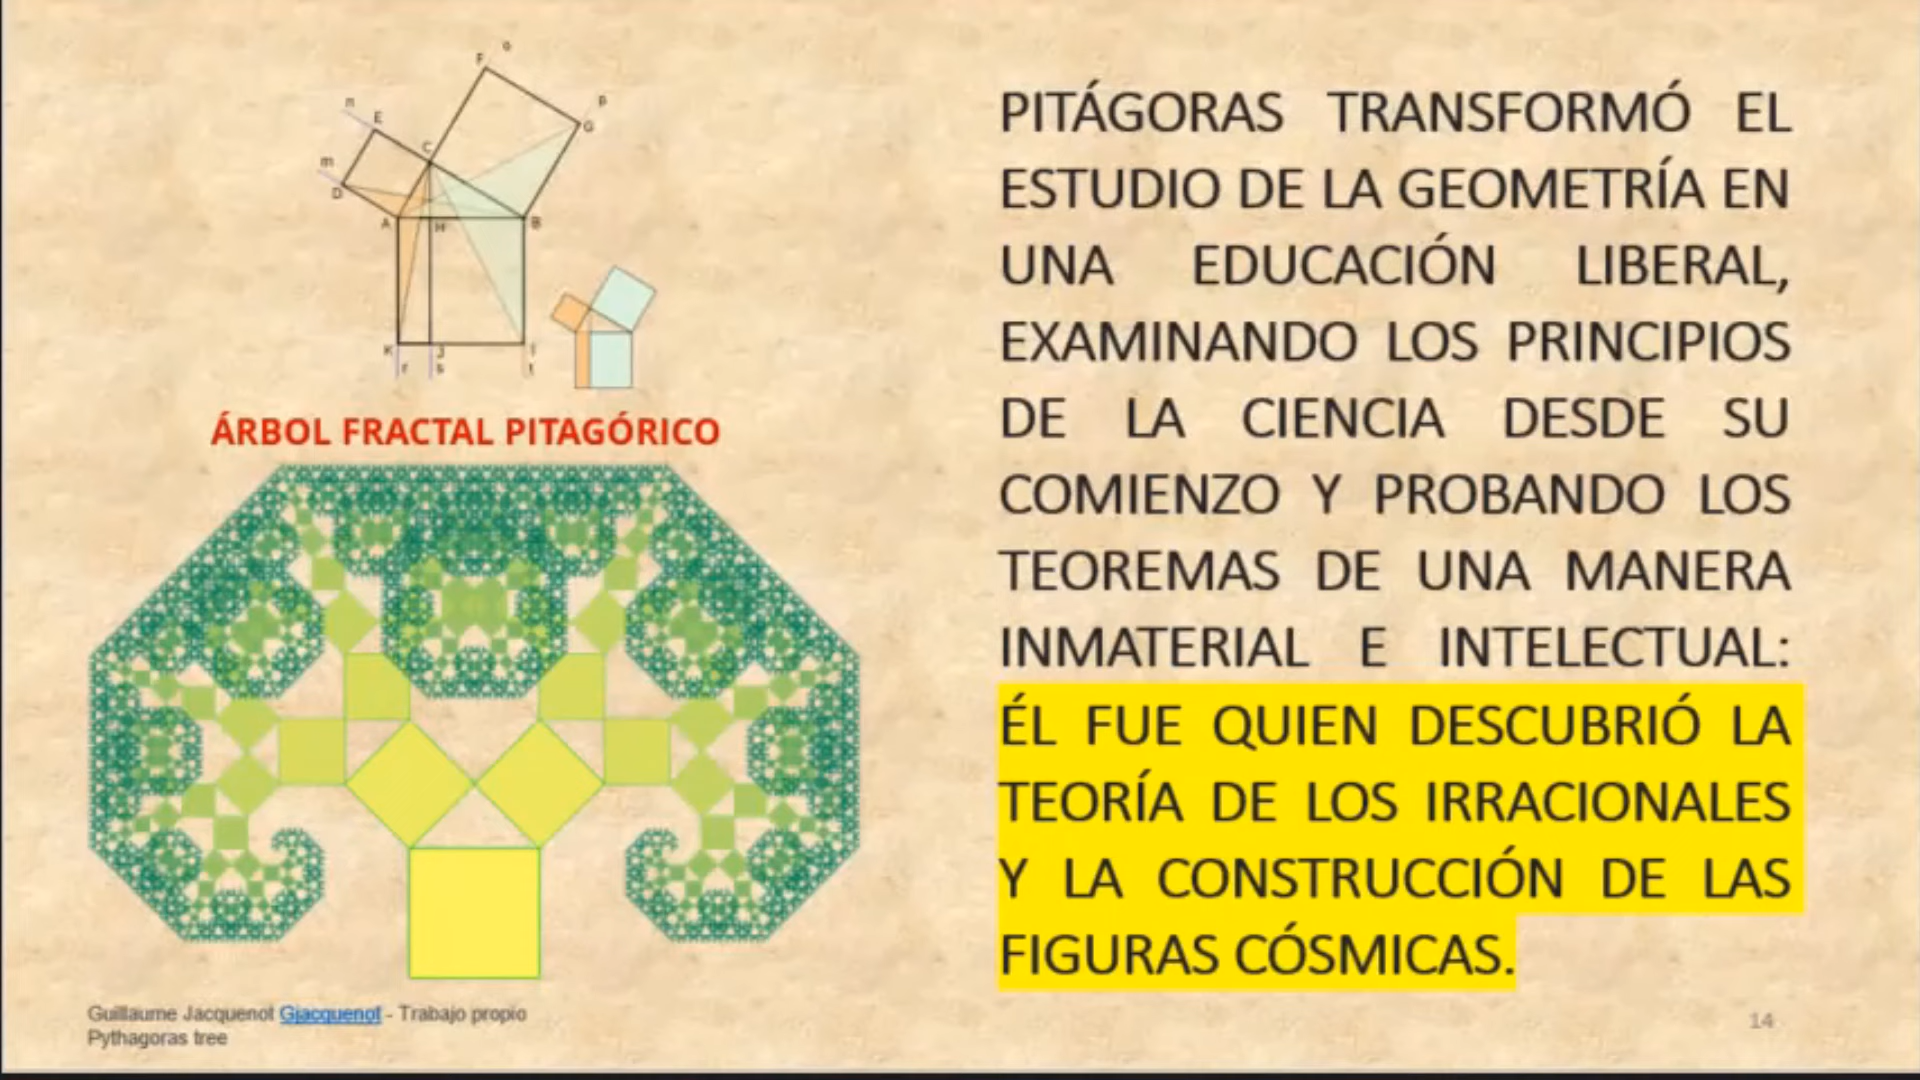 F
o
n
E
P
G
C
m
D
A
H
B
K
J
I
r
s
t
ÁRBOL FRACTAL PITAGÓRICO
Guillaume Jacquenot Gjacquenot - Trabajo propio
Pythagoras tree
PITÁGORAS TRANSFORMÓ EL
ESTUDIO DE LA GEOMETRÍA EN
UNA EDUCACIÓN LIBERAL,
EXAMINANDO LOS PRINCIPIOS
DE LA CIENCIA DESDE SU
COMIENZO Y PROBANDO LOS
TEOREMAS DE UNA MANERA
INMATERIAL E INTELECTUAL:
ÉL FUE QUIEN DESCUBRIÓ LA
TEORÍA DE LOS IRRACIONALES
Y LA CONSTRUCCIÓN DE LAS
FIGURAS CÓSMICAS.
14